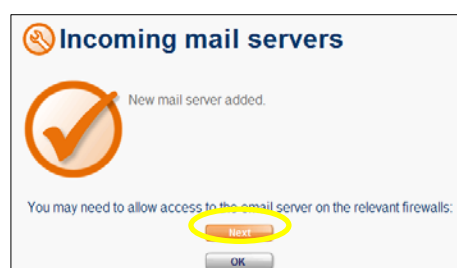 Incoming mail servers
New mail server added.
You may need to allow access to the email server on the relevant firewalls:
Next
OK